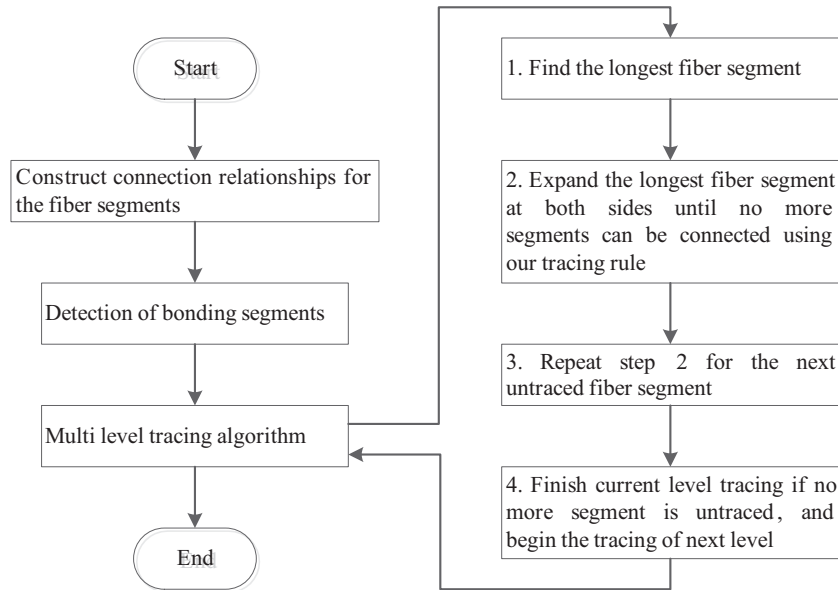 Start
Construct connection relationships for
the fiber segments
Detection of bonding segments
Multi level tracing algorithm
End
1. Find the longest fiber segment
2. Expand the longest fiber segment
at both sides until no more
segments can be connected using
our tracing rule
3. Repeat step 2 for the next
untraced fiber segment
4. Finish current level tracing if no
more segment is untraced, and
begin the tracing of next level